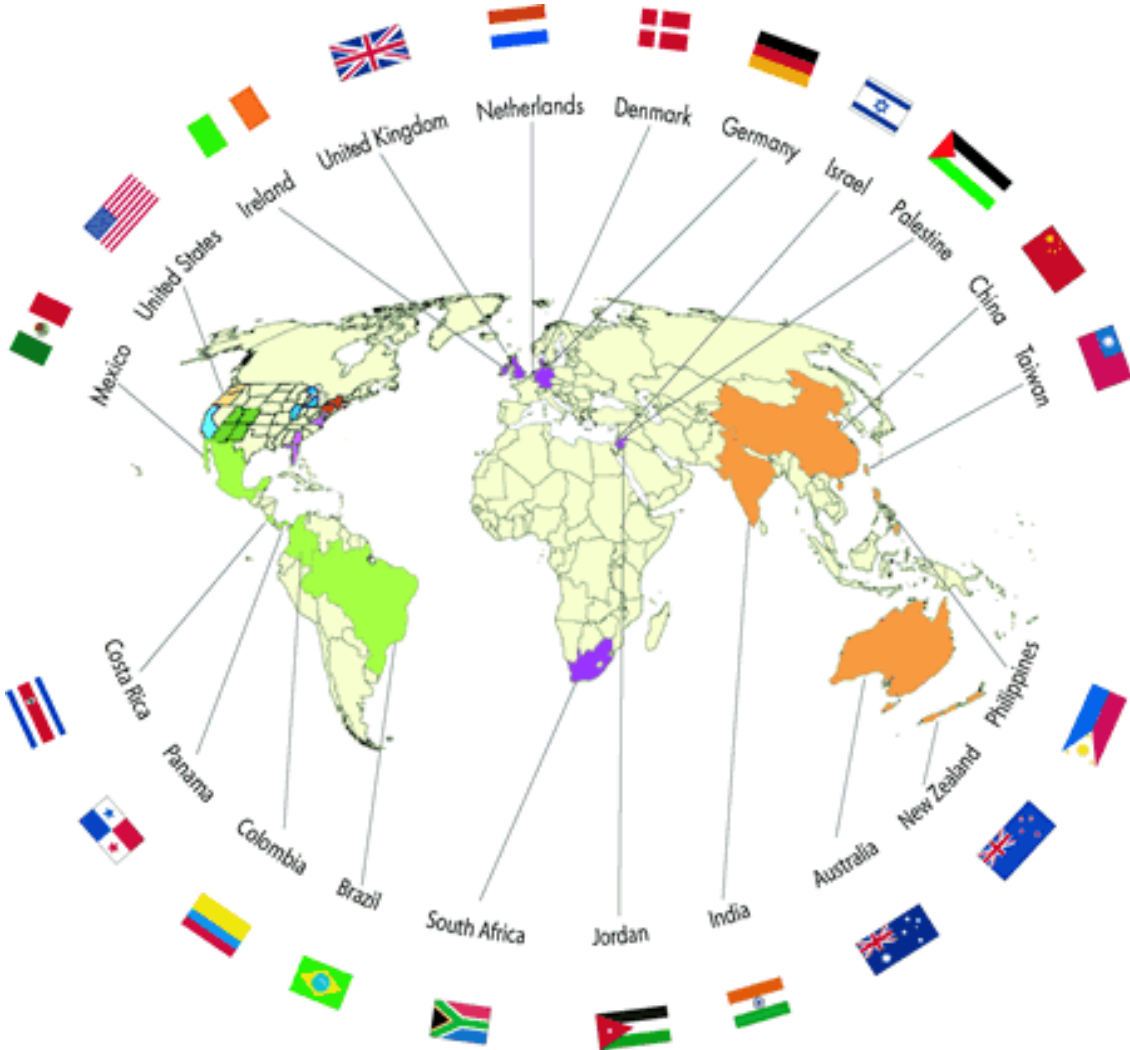 Netherlands
Denmark
Germany
Israel
Palestine
China
Taiwan
Philippines
New Zealand
Australia
India
Jordan
South Africa
Brazil
Colombia
Panama
Costa Rica
Mexico
United States
Ireland
United Kingdom